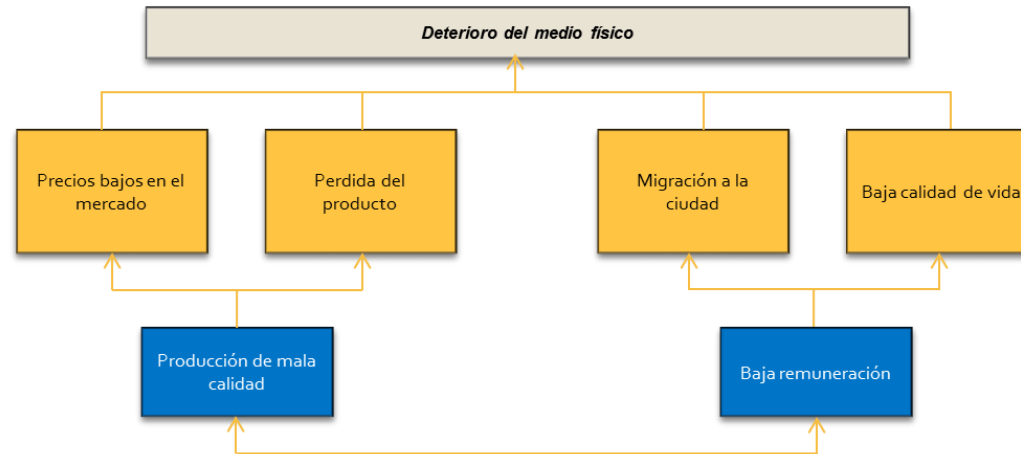 Deterioro del medio físico
Precios bajos en el
mercado
Perdida del
producto
Migración a la
ciudad
Baja calidad de vida
Producción de mala
calidad
Baja remuneración